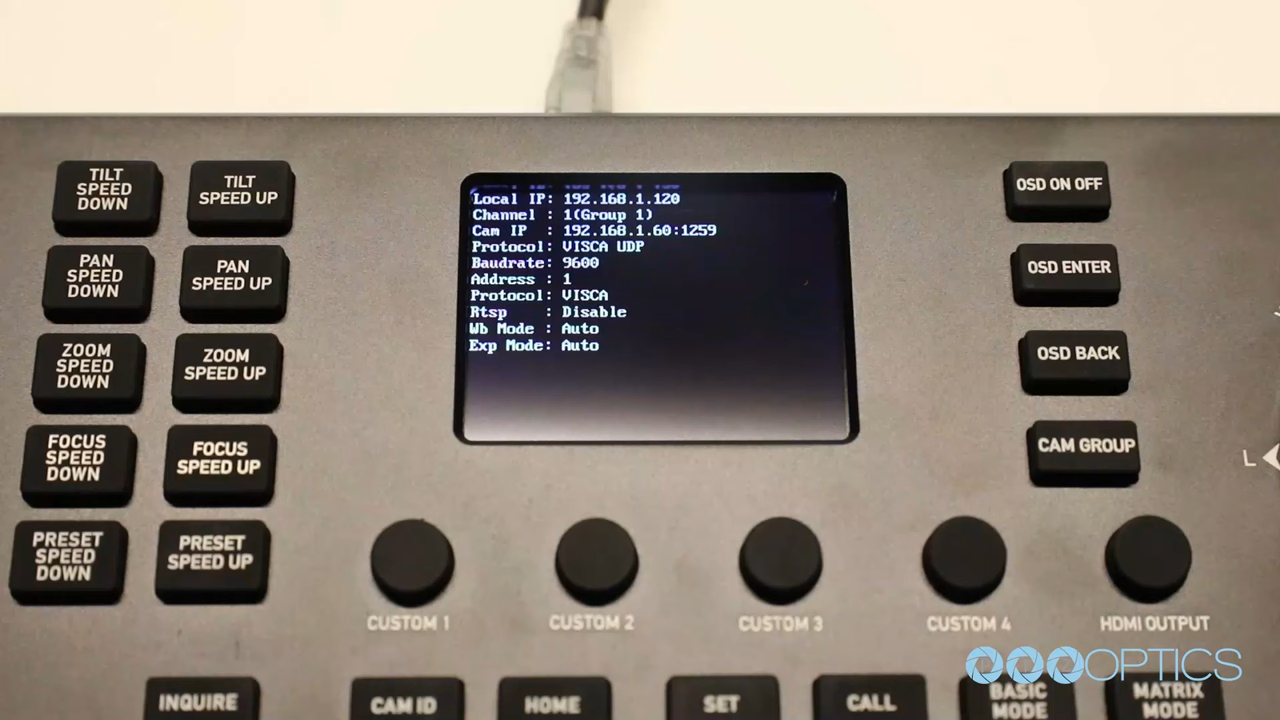 TILT
SPEED
DOWN
TILT
SPEED UP
PAN
SPEED
DOWN
PAN
SPEED UP
ZOOM
SPEED
DOWN
ZOOM
SPEED UP
FOCUS
SPEED
DOWN
FOCUS
SPEED UP
PRESET
SPEED
DOWN
PRESET
SPEED UP
Local IP: 192.168.1.120
Channel : 1(Group 1)
Cam IP : 192.168.1.60:1259
Protocol: VISCA UDP
Baudrate: 9600
Address : 1
Protocol: VISCA
Rtsp : Disable
Wb Mode : Auto
Exp Mode: Auto
OSD ON OFF
OSD ENTER
OSD BACK
CAM GROUP
L
CUSTOM 1
CUSTOM 2
CUSTOM 3
CUSTOM 4
HDMI OUTPUT
INQUIRE
CAM ID
HOME
SET
CALL
BASIC
MODE
MATRIX
MODE
OPTICS